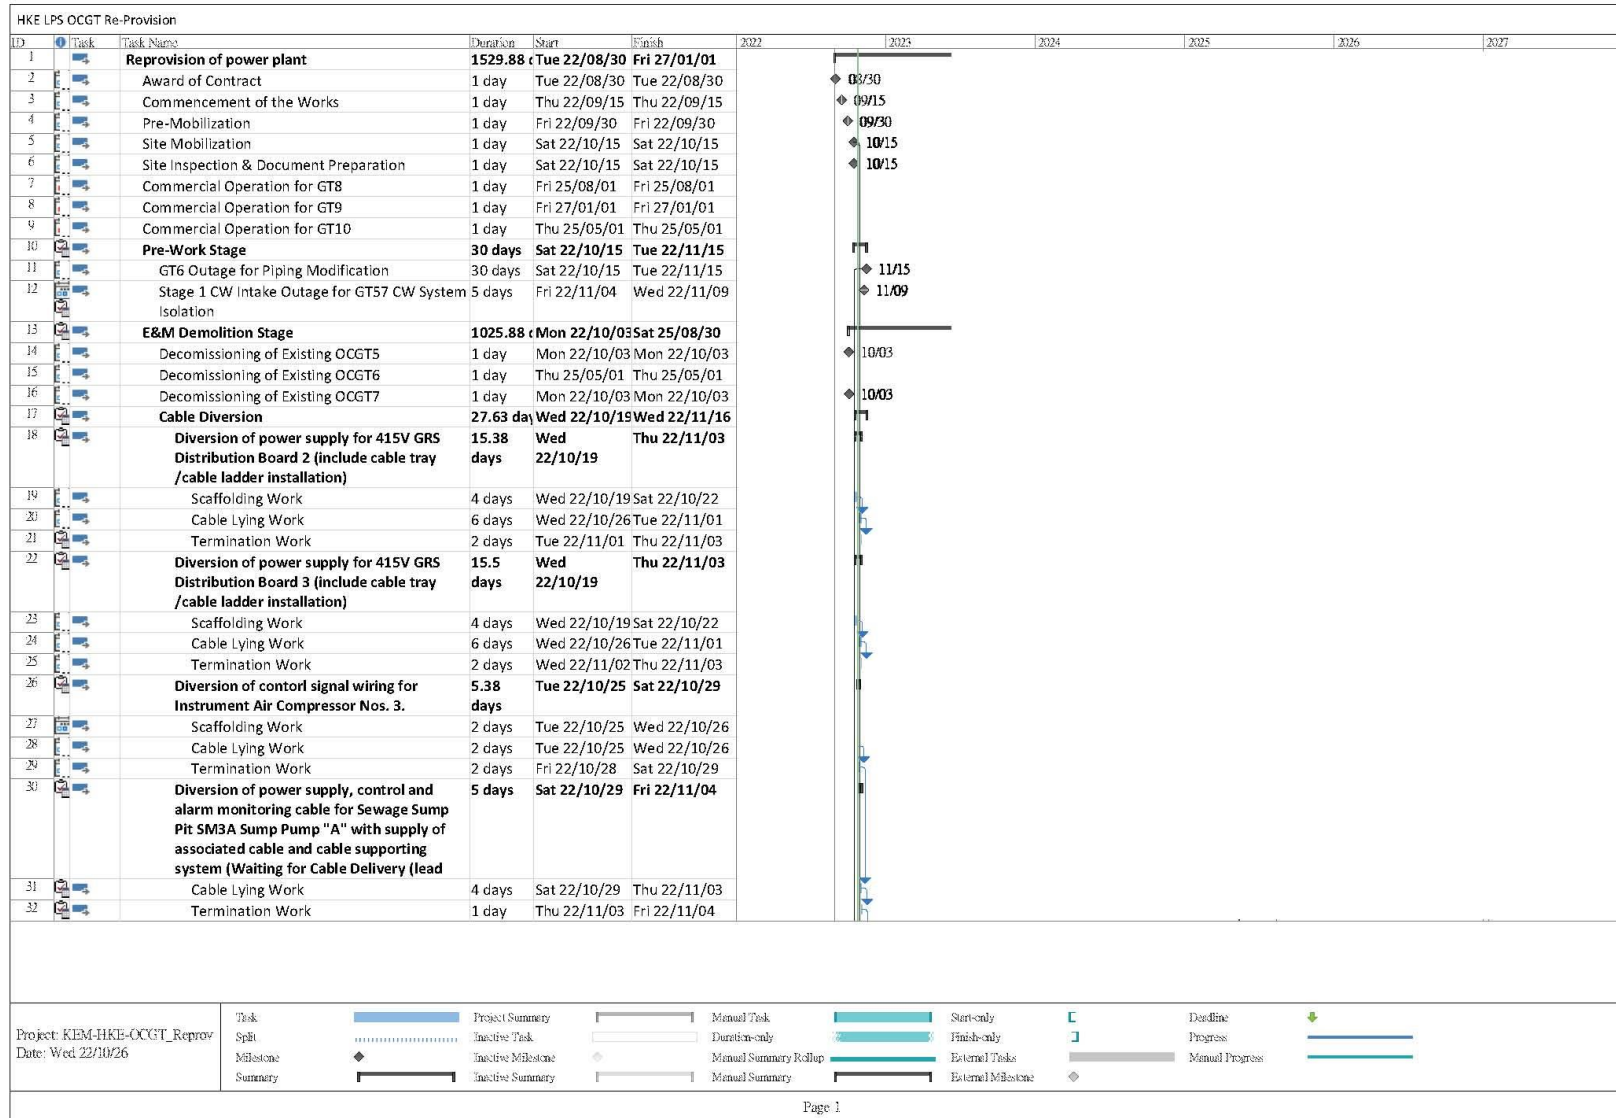 HKE LPS OCGT Re-Provision
ID Task Task Name Duration Start Finish 2022 2023 2024 2025 2026 2027
1 Reprovision of power plant 1529.88 Tue 22/08/30 Fri 27/01/01
2 Award of Contract 1 day Tue 22/08/30 Tue 22/08/30 08/30
3 Commencement of the Works 1 day Thu 22/09/15 Thu 22/09/15 09/15
4 Pre-Mobilization 1 day Fri 22/09/30 Fri 22/09/30 09/30
5 Site Mobilization 1 day Sat 22/10/15 Sat 22/10/15 10/15
6 Site Inspection & Document Preparation 1 day Sat 22/10/15 Sat 22/10/15 10/15
7 Commercial Operation for GT8 1 day Fri 25/08/01 Fri 25/08/01
8 Commercial Operation for GT9 1 day Fri 27/01/01 Fri 27/01/01
9 Commercial Operation for GT10 1 day Thu 25/05/01 Thu 25/05/01
10 Pre-Work Stage 30 days Sat 22/10/15 Tue 22/11/15
11 GT6 Outage for Piping Modification 30 days Sat 22/10/15 Tue 22/11/15 11/15
12 Stage 1 CW Intake Outage for GT57 CW System 5 days Fri 22/11/04 Wed 22/11/09 11/09
Isolation
13 E&M Demolition Stage 1025.88 Mon 22/10/03 Sat 25/08/30
14 Decomissioning of Existing OCGT5 1 day Mon 22/10/03 Mon 22/10/03 10/03
15 Decomissioning of Existing OCGT6 1 day Thu 25/05/01 Thu 25/05/01
16 Decomissioning of Existing OCGT7 1 day Mon 22/10/03 Mon 22/10/03 10/03
17 Cable Diversion 27.63 day Wed 22/10/19 Wed 22/11/16
18 Diversion of power supply for 415V GRS 15.38 Wed Thu 22/11/03
Distribution Board 2 (include cable tray days 22/10/19
/cable ladder installation)
19 Scaffolding Work 4 days Wed 22/10/19 Sat 22/10/22
20 Cable Lying Work 6 days Wed 22/10/26 Tue 22/11/01
21 Termination Work 2 days Tue 22/11/01 Thu 22/11/03
22 Diversion of power supply for 415V GRS 15.5 Wed Thu 22/11/03
Distribution Board 3 (include cable tray days 22/10/19
/cable ladder installation)
23 Scaffolding Work 4 days Wed 22/10/19 Sat 22/10/22
24 Cable Lying Work 6 days Wed 22/10/26 Tue 22/11/01
25 Termination Work 2 days Wed 22/11/02 Thu 22/11/03
26 Diversion of contorl signal wiring for 5.38 Tue 22/10/25 Sat 22/10/29
Instrument Air Compressor Nos. 3. days
27 Scaffolding Work 2 days Tue 22/10/25 Wed 22/10/26
28 Cable Lying Work 2 days Tue 22/10/25 Wed 22/10/26
29 Termination Work 2 days Fri 22/10/28 Sat 22/10/29
30 Diversion of power supply, control and 5 days Sat 22/10/29 Fri 22/11/04
alarm monitoring cable for Sewage Sump
Pit SM3A Sump Pump "A" with supply of
associated cable and cable supporting
system (Waiting for Cable Delivery (lead
31 Cable Lying Work 4 days Sat 22/10/29 Thu 22/11/03
32 Termination Work 1 day Thu 22/11/03 Fri 22/11/04
Project: KEM-HKE-OCGT_Reprov
Date: Wed 22/10/26
Task Project Summary Manual Task Start-only Deadline
Split Inactive Task Duration-only Finish-only Progress
Milestone Inactive Milestone Manual Summary Rollup External Tasks Manual Progress
Summary Inactive Summary Manual Summary External Milestone
Page 1